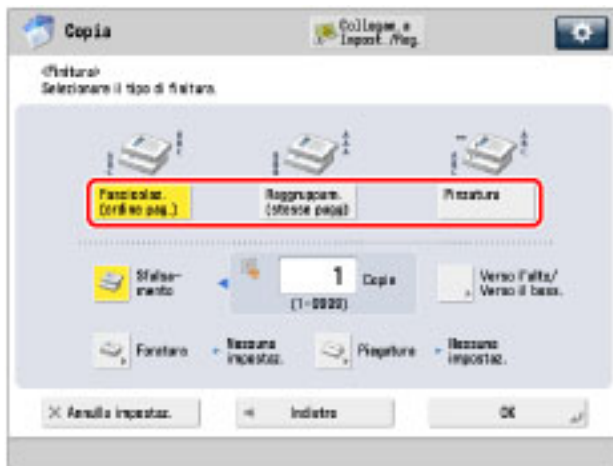 Copia
Collegam. a
Impost./Reg.
<Finitura>
Selezionare il tipo di finitura.
Fascicolaz.
(ordine pag.)
Raggruppam.
(stesse pagg)
Pinzatura
Sfalsa-
mento
1
Copie
(1-9999)
Verso l'alto/
Verso il bass.
Foratura
Nessuna
impostaz.
Piegatura
Nessuna
impostaz.
Annulla impostaz.
Indietro
OK